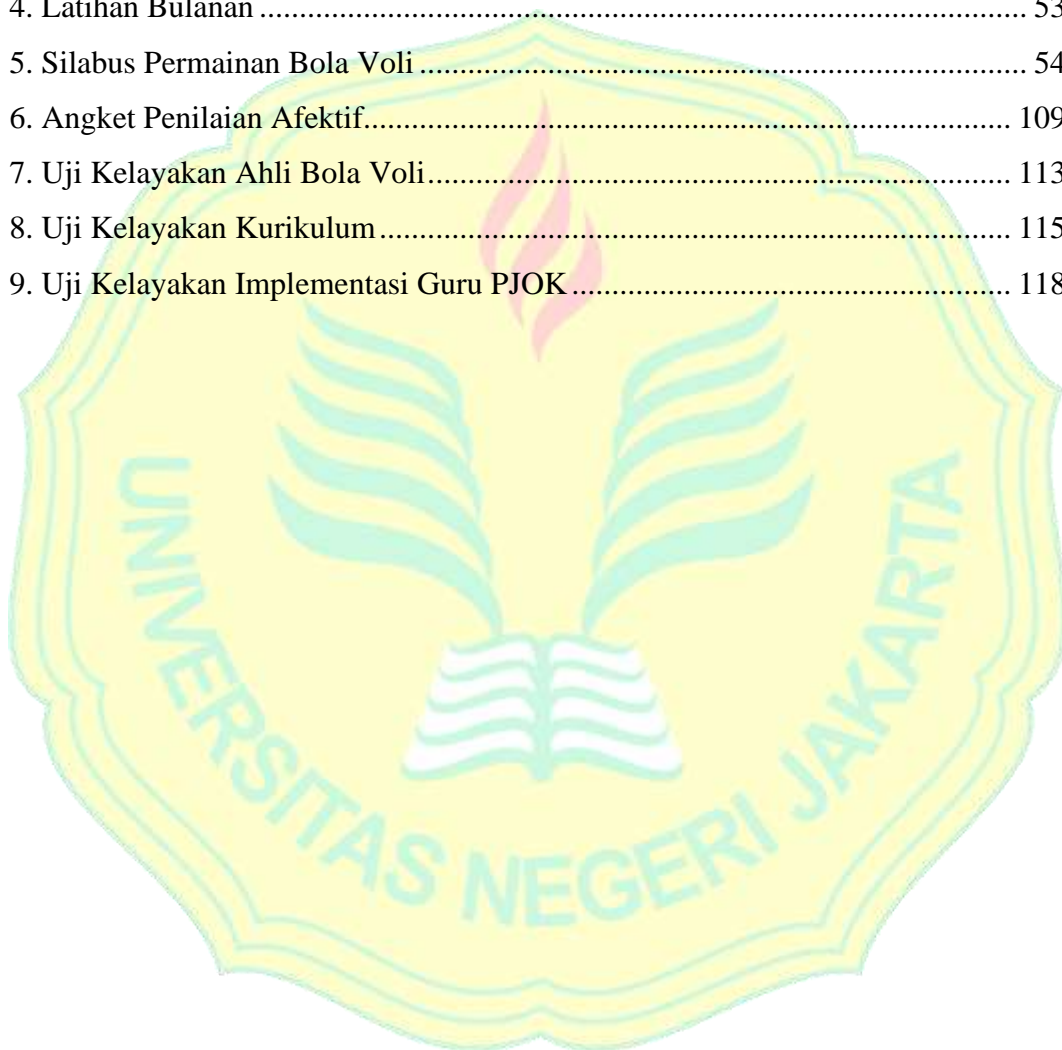 4. Latihan Bulanan ........................................................................................................ 53
5. Silabus Permainan Bola Voli ................................................................................... 54
6. Angket Penilaian Afektif........................................................................................ 109
7. Uji Kelayakan Ahli Bola Voli................................................................................ 113
8. Uji Kelayakan Kurikulum ...................................................................................... 115
9. Uji Kelayakan Implementasi Guru PJOK ............................................................ 118
UNIVERSITAS NEGERI JAKARTA